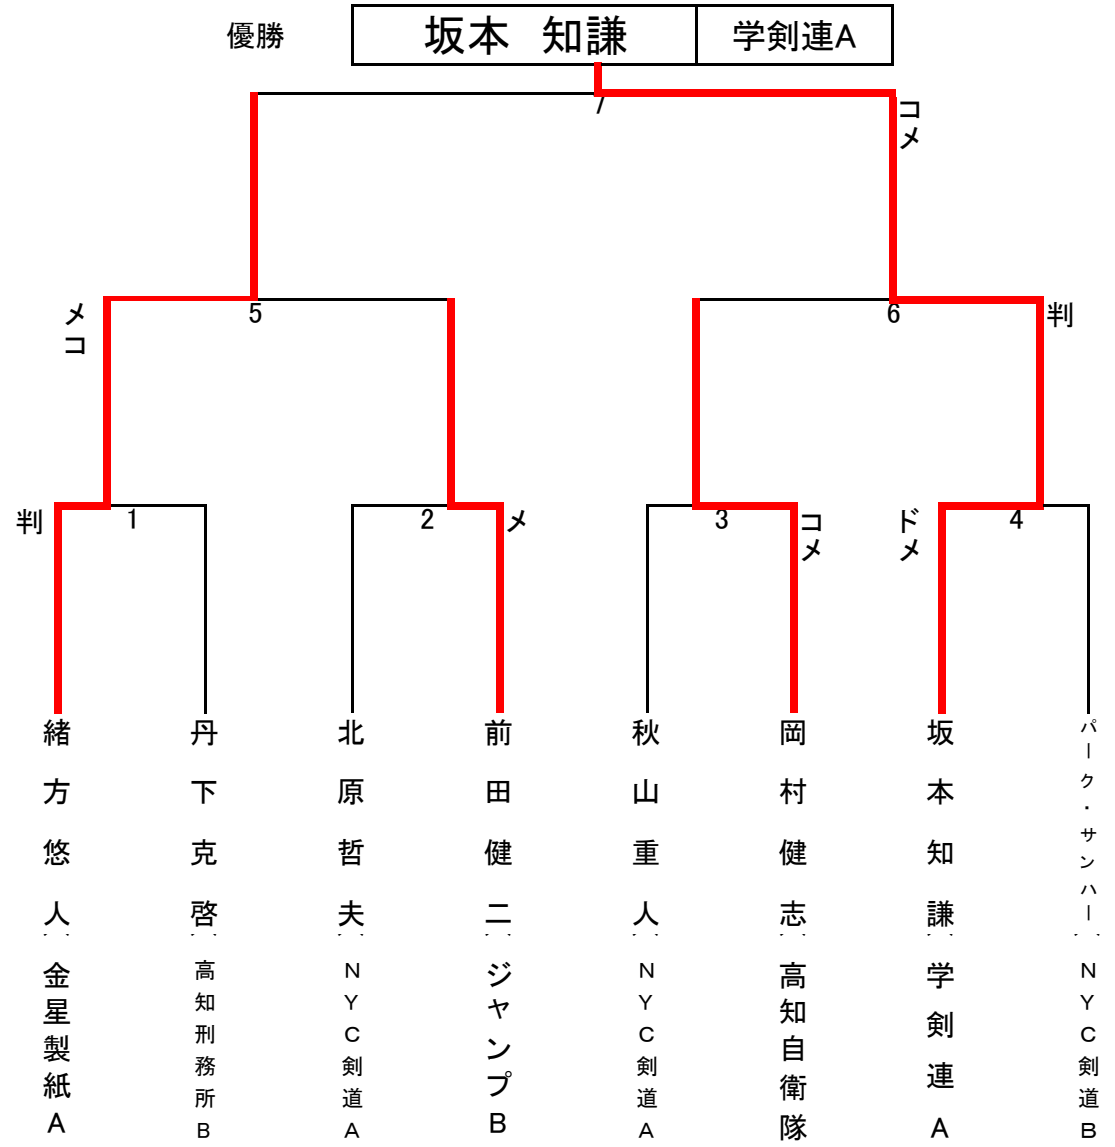 優勝
坂本 知謙
学剣連A
7
コメ
メコ
5
6
判
判
1
2
メ
3
コメ
ドメ
4
緒方悠人(金星製紙A
丹下克啓(高知刑務所B
北原哲夫(NYC剣道A
前田健二(ジャンプB
秋山重人(NYC剣道A
岡村健志(高知自衛隊
坂本知謙(学剣連A
パーク・サンハー(NYC剣道B